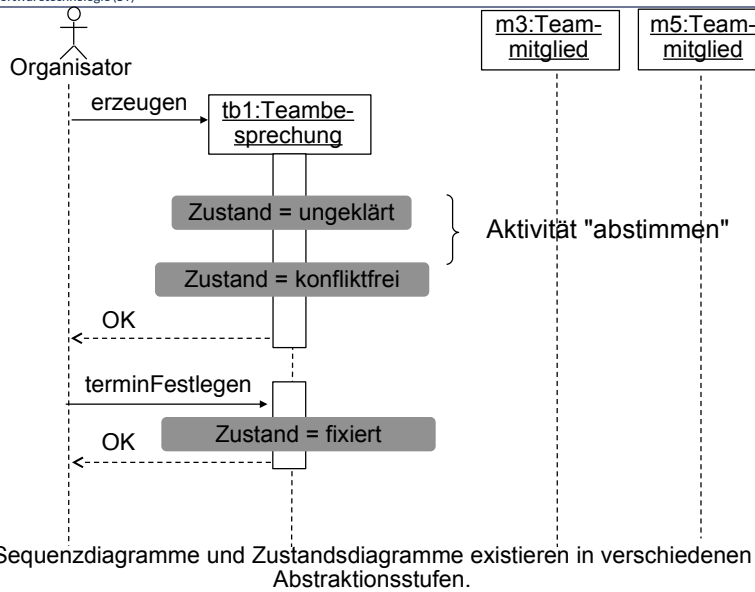 Organisator
m3:Team-
mitglied
m5:Team-
mitglied
erzeugen
tb1:Teambe-
sprechung
Zustand = ungeklärt
Aktivität "abstimmen"
Zustand = konfliktfrei
OK
terminFestlegen
Zustand = fixiert
OK
Sequenzdiagramme und Zustandsdiagramme existieren in verschiedenen
Abstraktionsstufen.